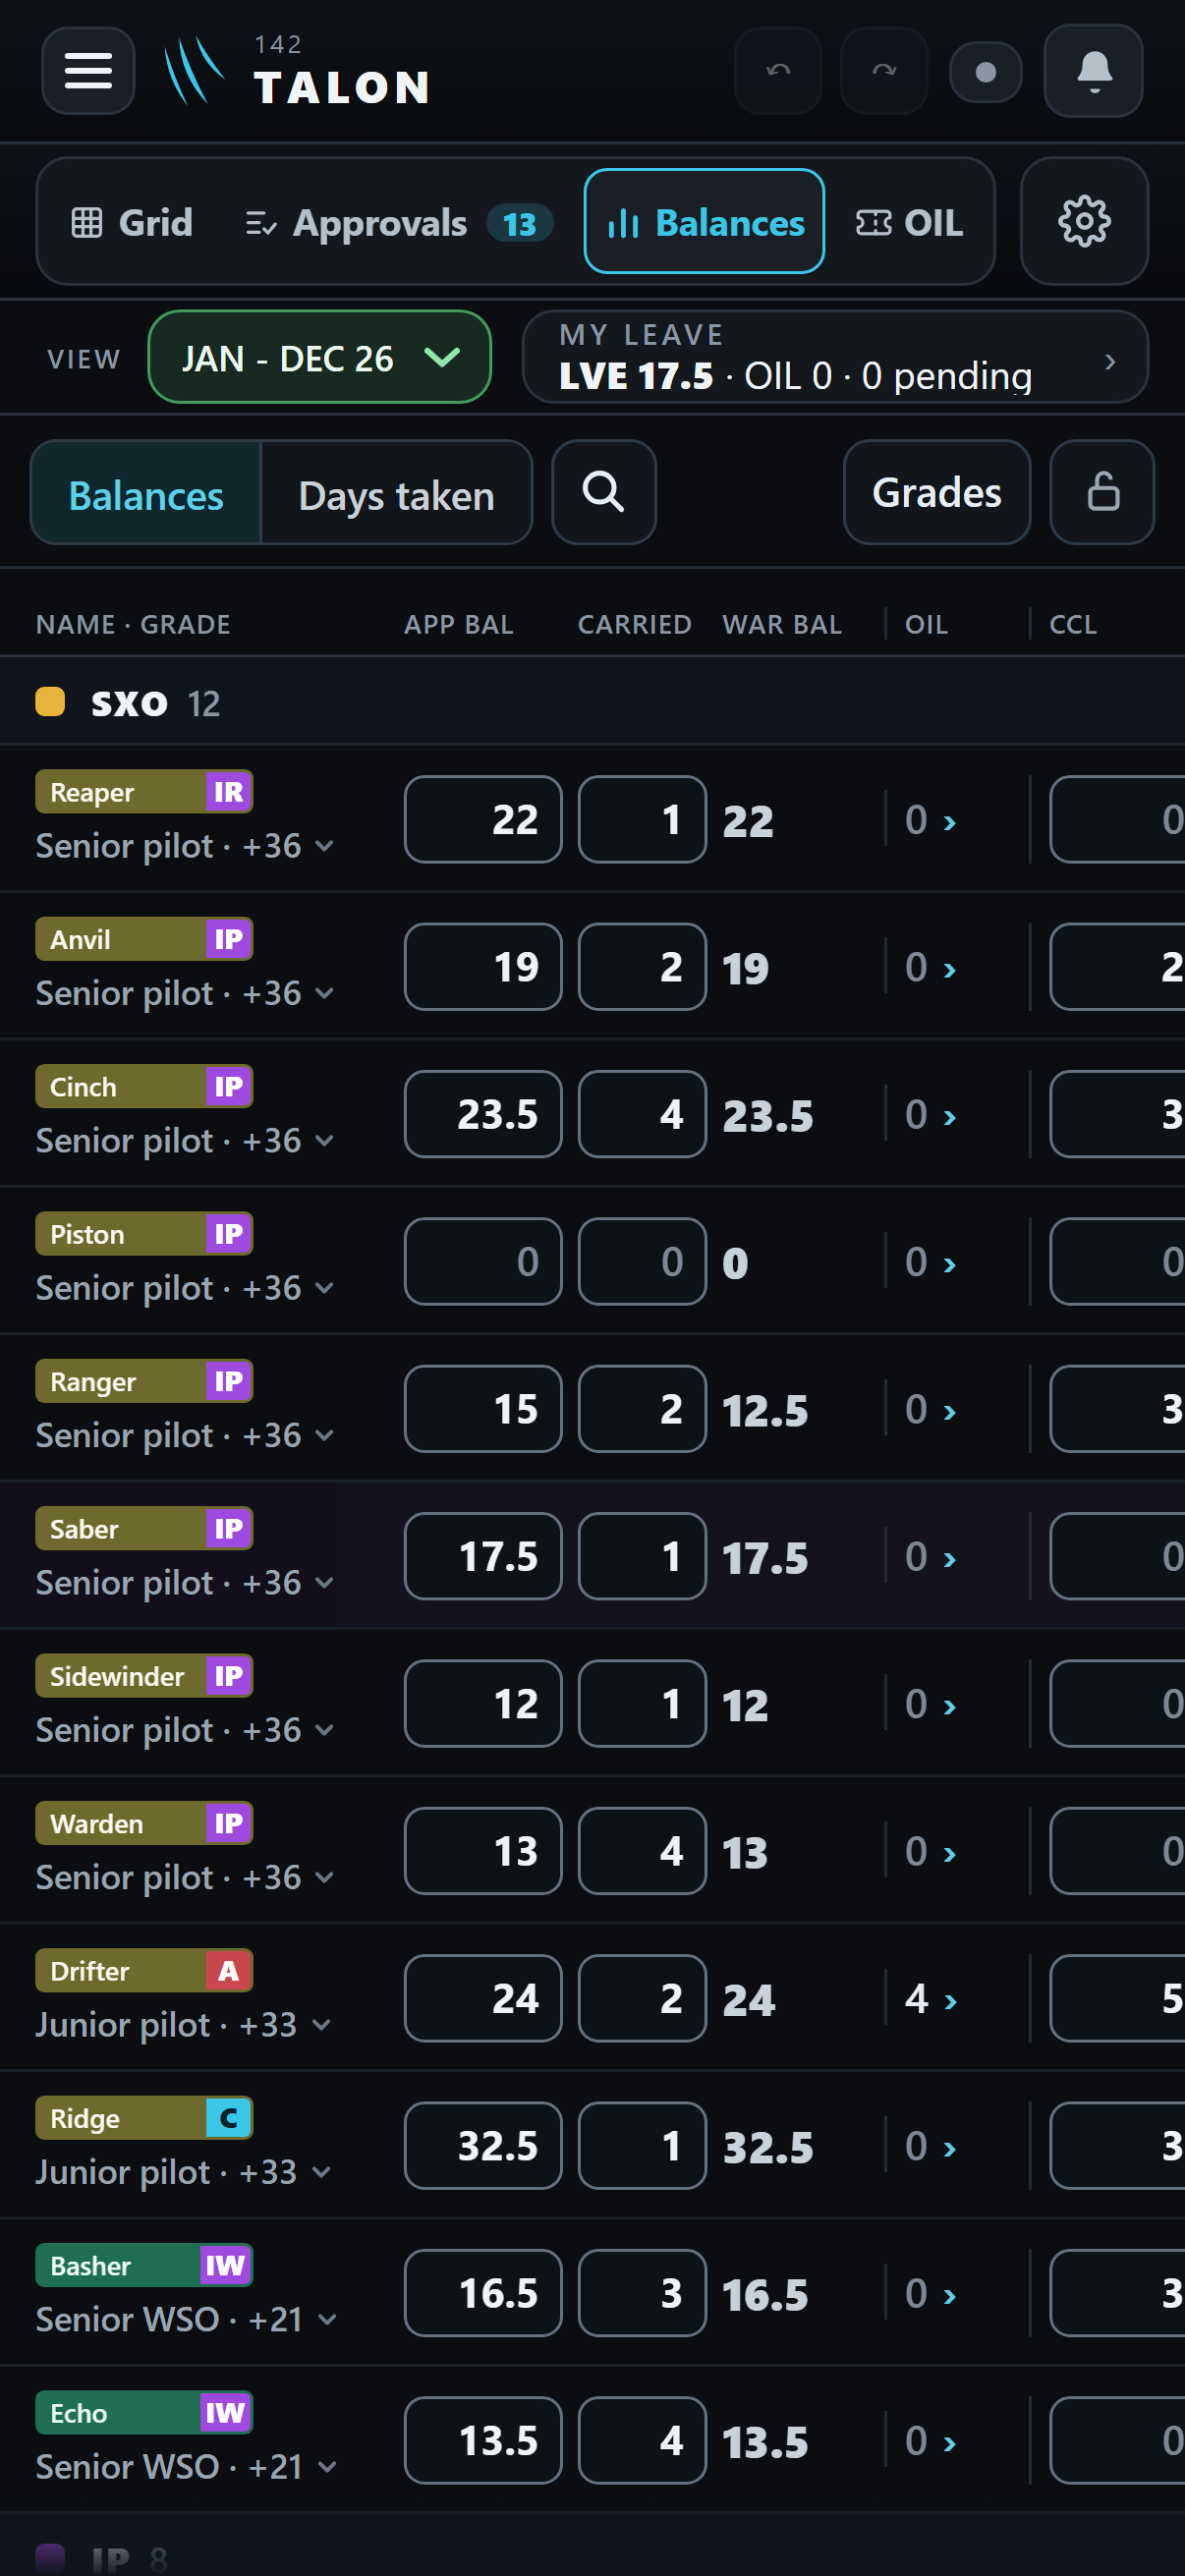 142
TALON
Grid Approvals 13 Balances OIL
VIEW JAN - DEC 26
MY LEAVE
LVE 17.5 · OIL 0 · 0 pending ›
Balances Days taken Grades
NAME · GRADE APP BAL CARRIED WAR BAL OIL CCL
SXO 12
Reaper IR
Senior pilot · +36
22 1 22 0 › 0
Anvil IP
Senior pilot · +36
19 2 19 0 › 2
Cinch IP
Senior pilot · +36
23.5 4 23.5 0 › 3
Piston IP
Senior pilot · +36
0 0 0 0 › 0
Ranger IP
Senior pilot · +36
15 2 12.5 0 › 3
Saber IP
Senior pilot · +36
17.5 1 17.5 0 › 0
Sidewinder IP
Senior pilot · +36
12 1 12 0 › 0
Warden IP
Senior pilot · +36
13 4 13 0 › 0
Drifter A
Junior pilot · +33
24 2 24 4 › 5
Ridge C
Junior pilot · +33
32.5 1 32.5 0 › 3
Basher IW
Senior WSO · +21
16.5 3 16.5 0 › 3
Echo IW
Senior WSO · +21
13.5 4 13.5 0 › 0
IP 8